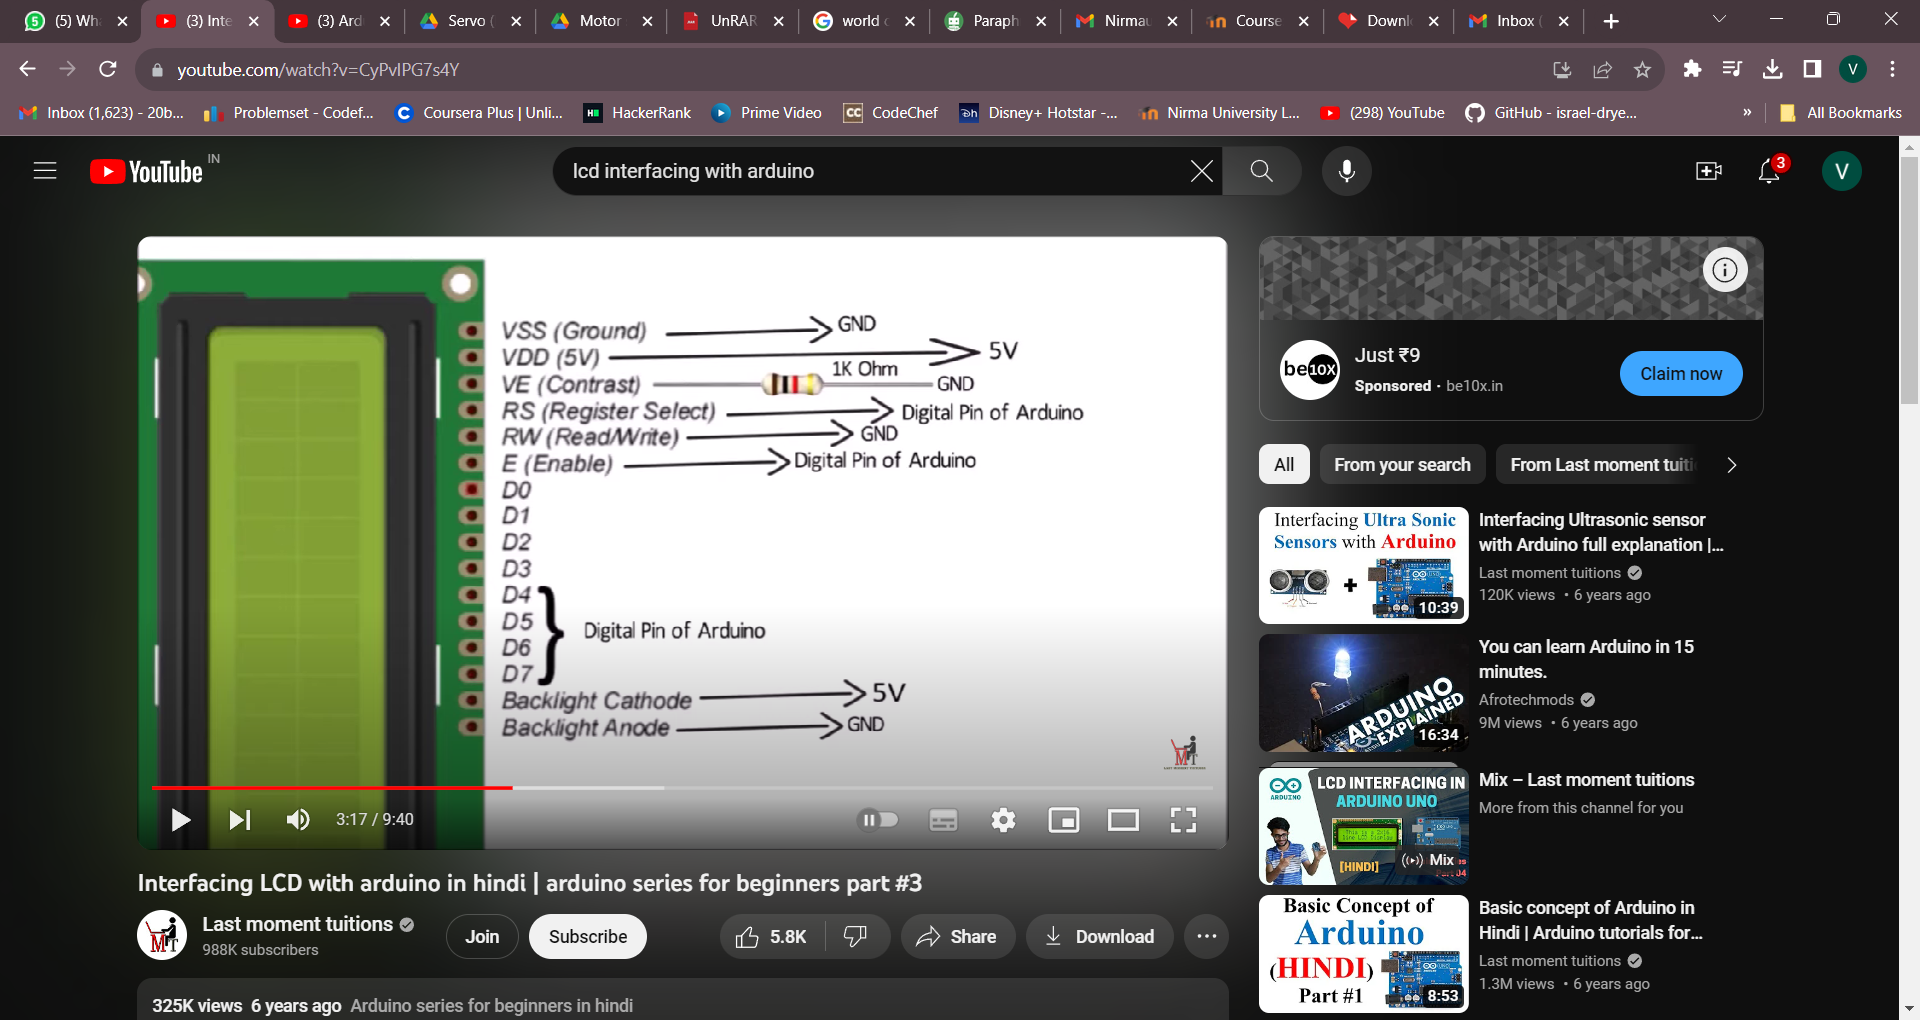 (5) Wh
(3) Inte
(3) Ard
Servo (
Motor
UnRAR
world c
Paraph
Nirmau
Course
Downl
Inbox (
youtube.com/watch?v=CyPvIPG7s4Y
V
Inbox (1,623) - 20b...
Problemset - Codef...
Coursera Plus | Unli...
HackerRank
Prime Video
CodeChef
Disney+ Hotstar -...
Nirma University L...
(298) YouTube
GitHub - israel-drye...
»
All Bookmarks
YouTube IN
lcd interfacing with arduino
3
V
VSS (Ground) GND
VDD (5V) 5V
VE (Contrast) 1K Ohm GND
RS (Register Select) Digital Pin of Arduino
RW (Read/Write) GND
E (Enable) Digital Pin of Arduino
D0
D1
D2
D3
D4
D5
D6
D7
Digital Pin of Arduino
Backlight Cathode 5V
Backlight Anode GND
3:17 / 9:40
Interfacing LCD with arduino in hindi | arduino series for beginners part #3
Last moment tuitions
988K subscribers
Join
Subscribe
5.8K
Share
Download
325K views 6 years ago Arduino series for beginners in hindi
be10x
Just ₹9
Sponsored · be10x.in
Claim now
All
From your search
From Last moment tuiti
Interfacing Ultra Sonic
Sensors with Arduino
+
10:39
Interfacing Ultrasonic sensor
with Arduino full explanation |...
Last moment tuitions
120K views • 6 years ago
ARDUINO
EXPLAINED
16:34
You can learn Arduino in 15
minutes.
Afrotechmods
9M views • 6 years ago
ARDUINO
LCD INTERFACING IN
ARDUINO UNO
[HINDI]
Mix
Mix – Last moment tuitions
More from this channel for you
Basic Concept of
Arduino
(HINDI)
Part #1
8:53
Basic concept of Arduino in
Hindi | Arduino tutorials for...
Last moment tuitions
1.3M views • 6 years ago